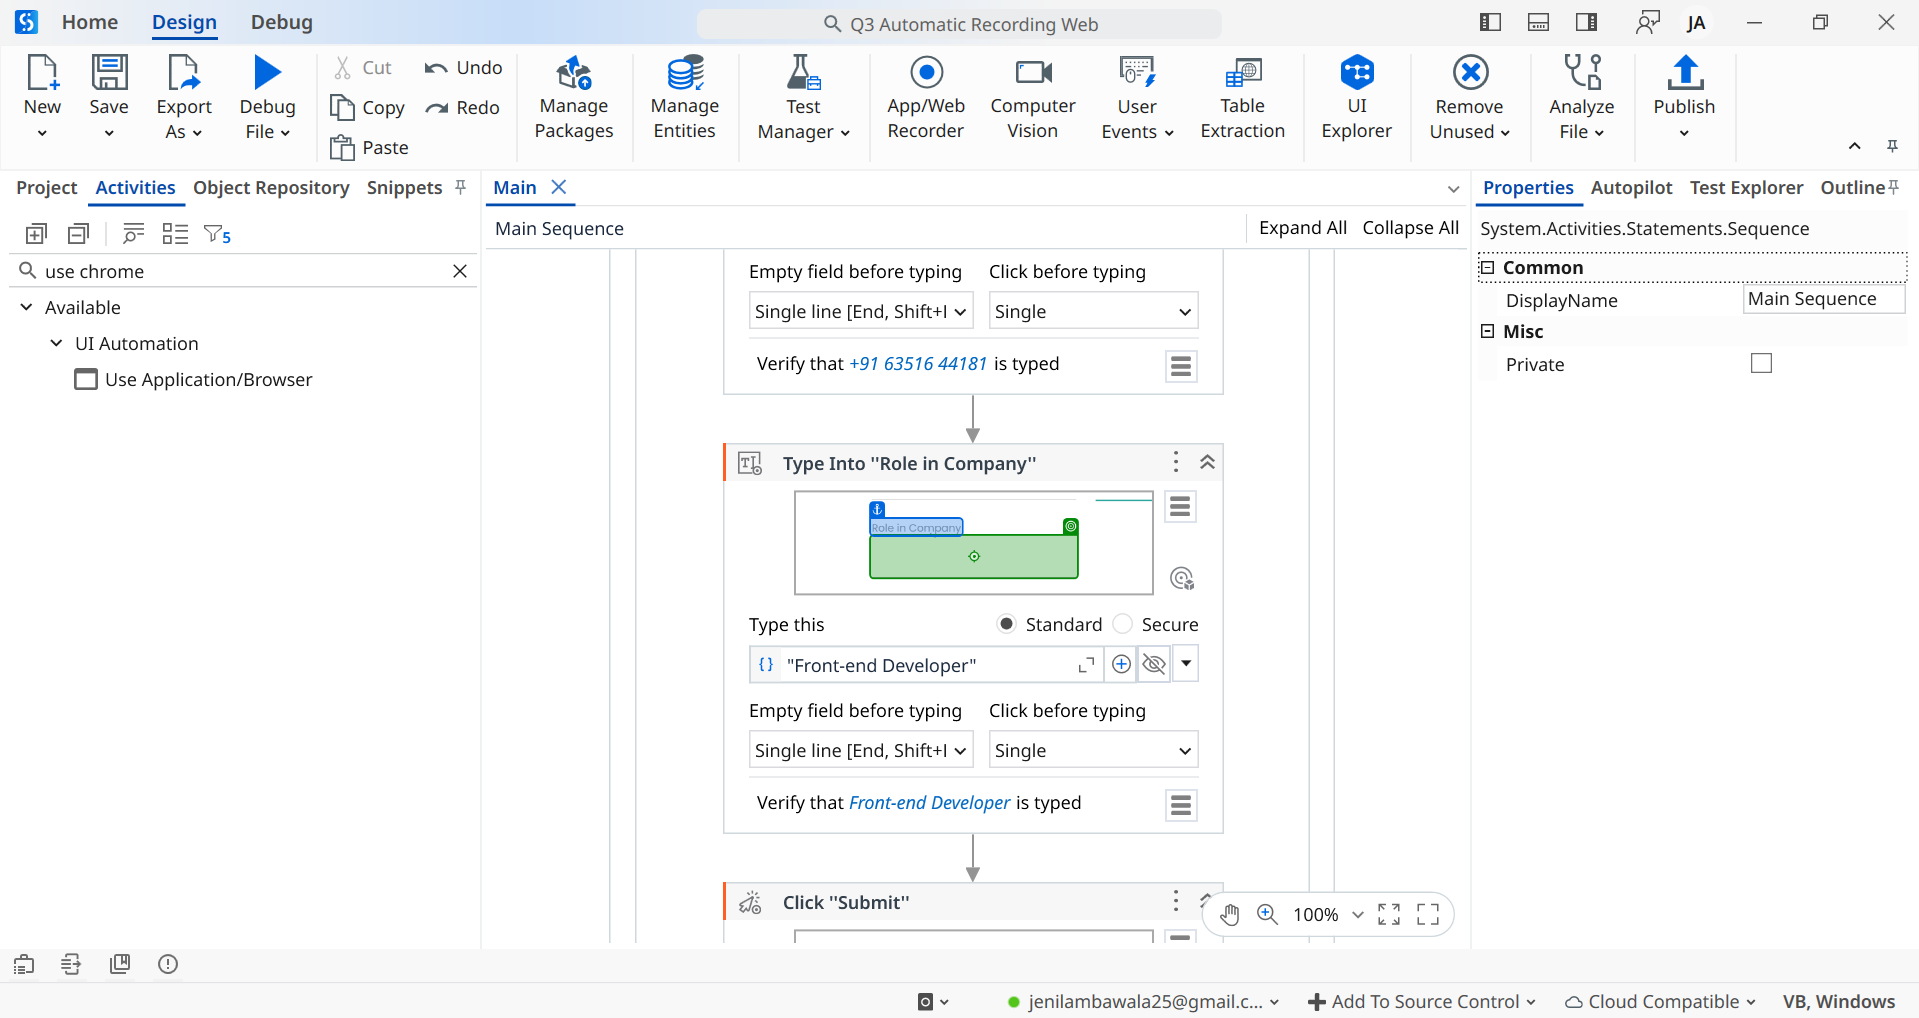 Home Design Debug
Q3 Automatic Recording Web
JA
New
Save
Export As
Debug File
Cut
Copy
Paste
Undo
Redo
Manage Packages
Manage Entities
Test Manager
App/Web Recorder
Computer Vision
User Events
Table Extraction
UI Explorer
Remove Unused
Analyze File
Publish
Project Activities Object Repository Snippets
Main
Properties Autopilot Test Explorer Outline
5
use chrome
Available
UI Automation
Use Application/Browser
Main Sequence
Expand All Collapse All
Empty field before typing Click before typing
Single line [End, Shift+I Single
Verify that +91 63516 44181 is typed
Type Into "Role in Company"
Role in Company
Type this Standard Secure
"Front-end Developer"
Empty field before typing Click before typing
Single line [End, Shift+I Single
Verify that Front-end Developer is typed
Click "Submit"
100%
System.Activities.Statements.Sequence
Common
DisplayName Main Sequence
Misc
Private
jenilambawala25@gmail.c... Add To Source Control Cloud Compatible VB, Windows